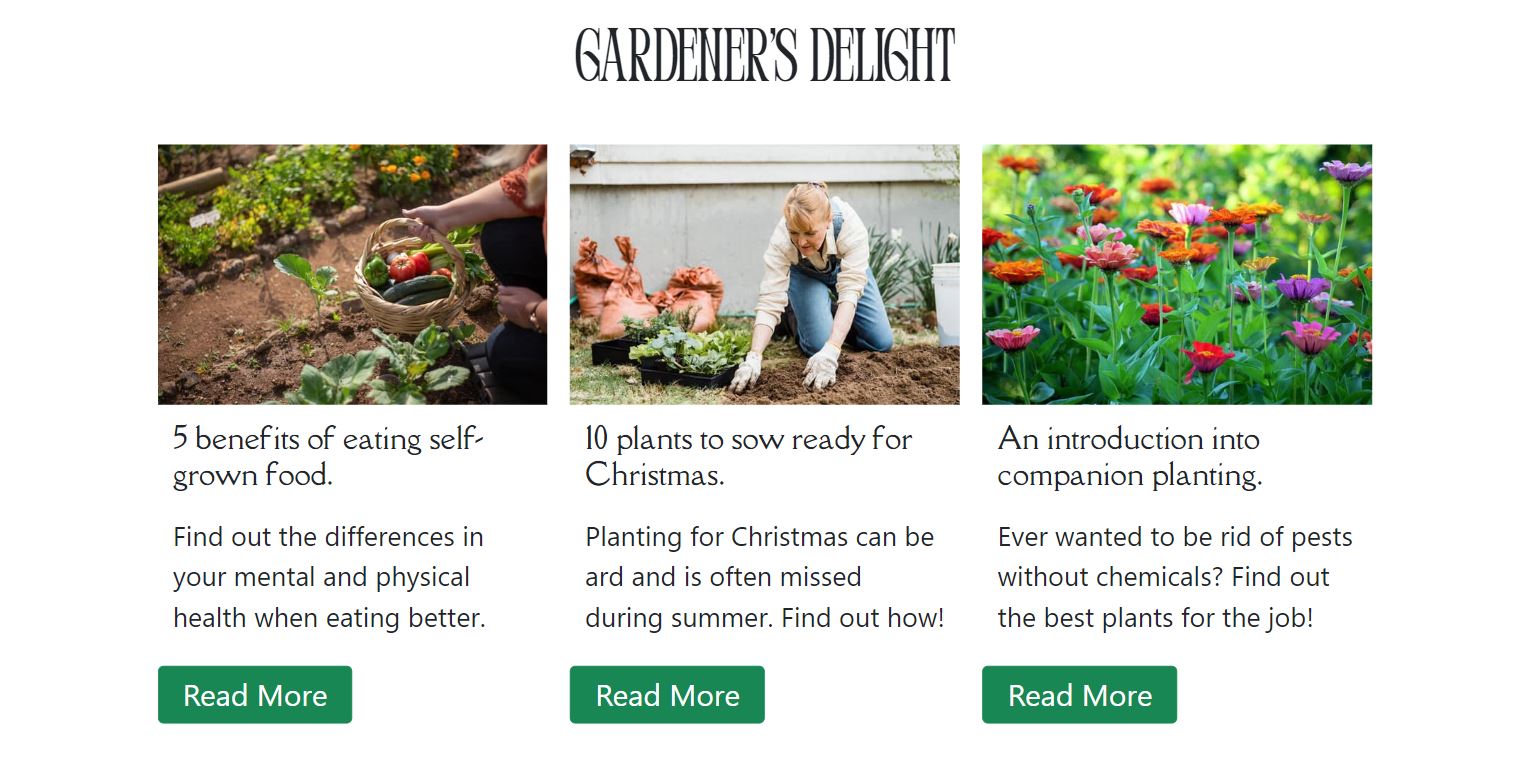 GARDENER'S DELIGHT
5 benefits of eating self-
grown food.
Find out the differences in
your mental and physical
health when eating better.
Read More
10 plants to sow ready for
Christmas.
Planting for Christmas can be
ard and is often missed
during summer. Find out how!
Read More
An introduction into
companion planting.
Ever wanted to be rid of pests
without chemicals? Find out
the best plants for the job!
Read More